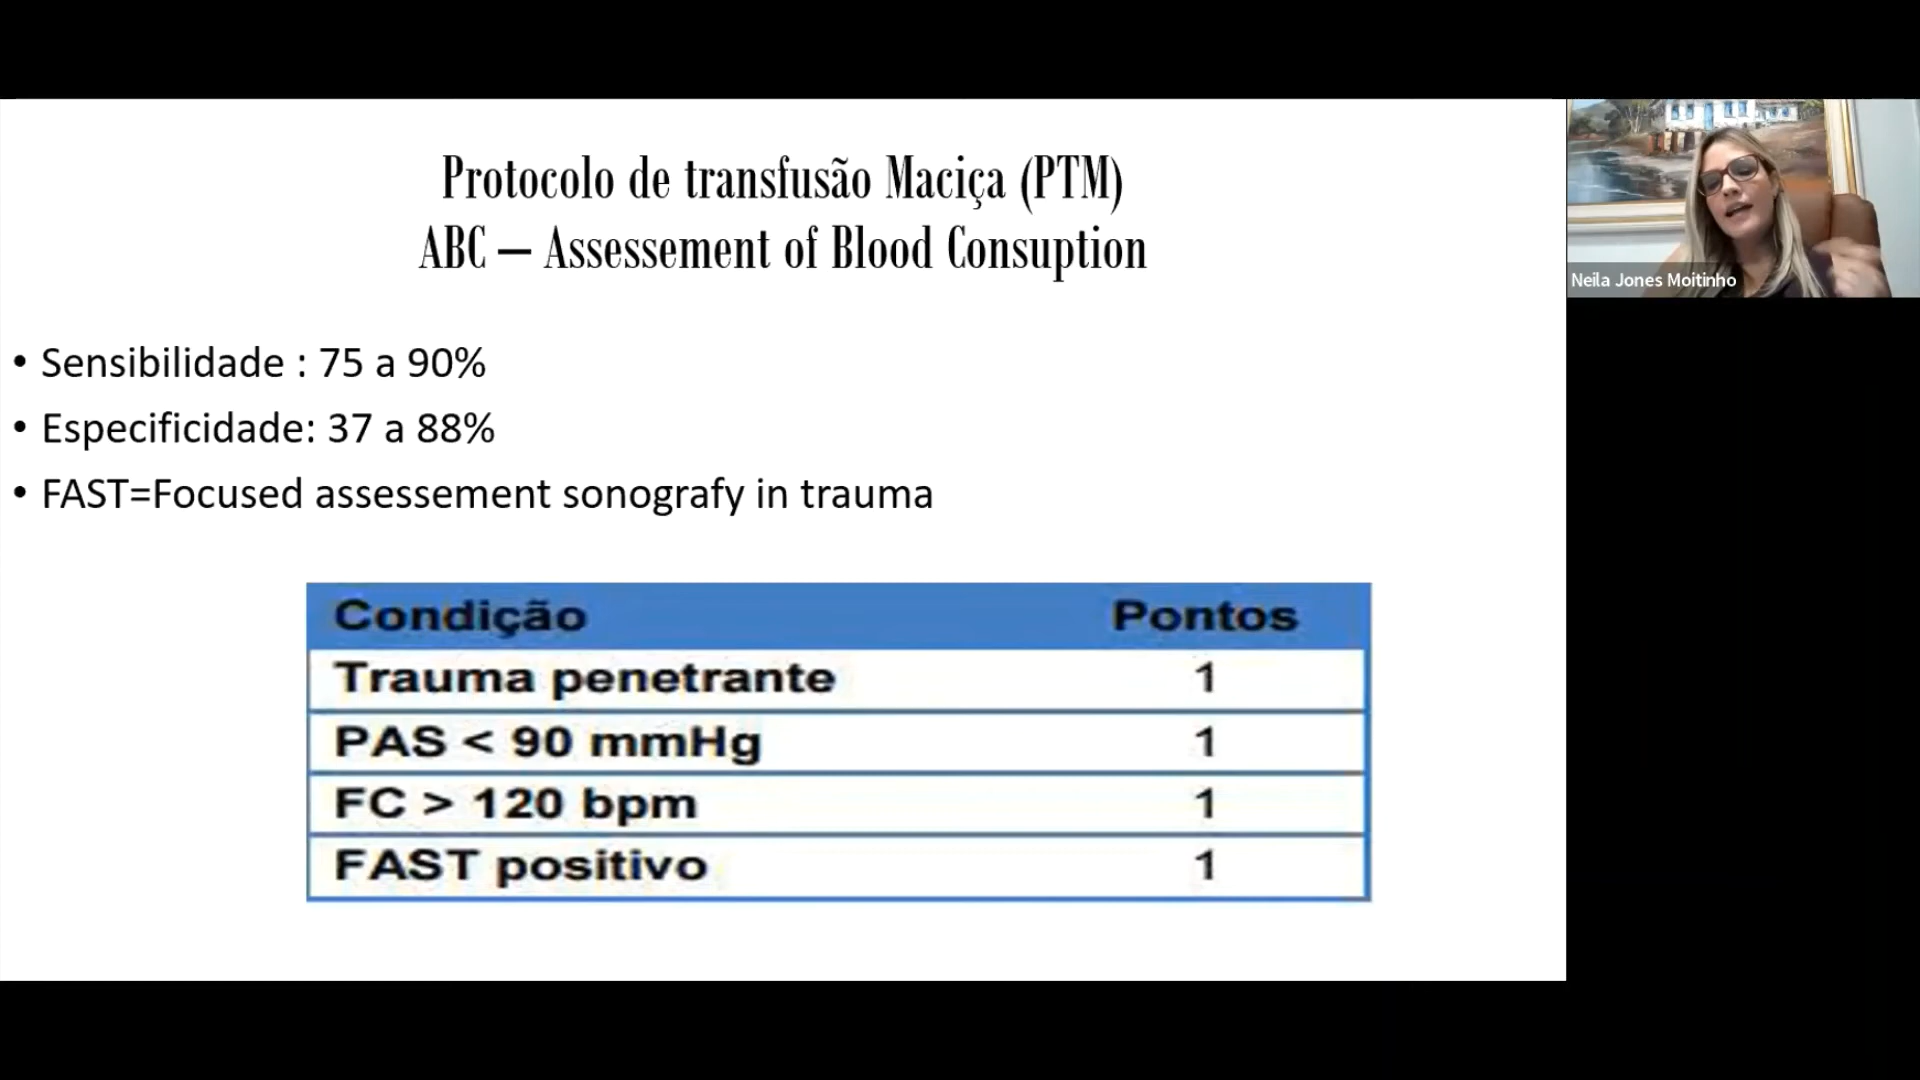 Protocolo de transfusão Maciça (PTM)
ABC – Assessement of Blood Consuption
• Sensibilidade : 75 a 90%
• Especificidade: 37 a 88%
• FAST=Focused assessement sonografy in trauma
Condição Pontos
Trauma penetrante 1
PAS < 90 mmHg 1
FC > 120 bpm 1
FAST positivo 1
Neila Jones Moitinho